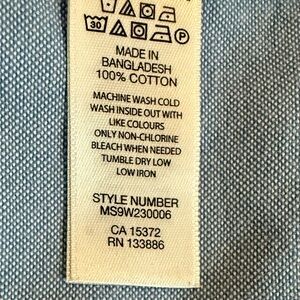 30 P
MADE IN
BANGLADESH
100% COTTON
MACHINE WASH COLD
WASH INSIDE OUT WITH
LIKE COLOURS
ONLY NON-CHLORINE
BLEACH WHEN NEEDED
TUMBLE DRY LOW
LOW IRON
STYLE NUMBER
MS9W230006
CA 15372
RN 133886